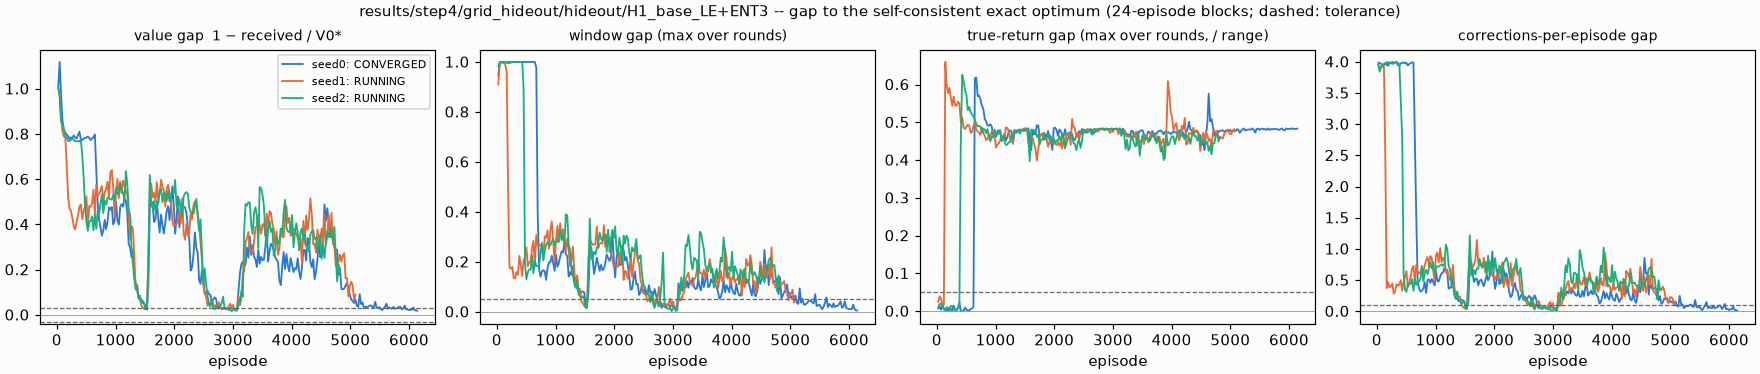 results/step4/grid_hideout/hideout/H1_base_LE+ENT3 -- gap to the self-consistent exact optimum (24-episode blocks; dashed: tolerance)
value gap 1 − received / V0*
seed0: CONVERGED
seed1: RUNNING
seed2: RUNNING
1.0
0.8
0.6
0.4
0.2
0.0
0 1000 2000 3000 4000 5000 6000
episode
window gap (max over rounds)
1.0
0.8
0.6
0.4
0.2
0.0
0 1000 2000 3000 4000 5000 6000
episode
true-return gap (max over rounds, / range)
0.6
0.5
0.4
0.3
0.2
0.1
0.0
0 1000 2000 3000 4000 5000 6000
episode
corrections-per-episode gap
4.0
3.5
3.0
2.5
2.0
1.5
1.0
0.5
0.0
0 1000 2000 3000 4000 5000 6000
episode